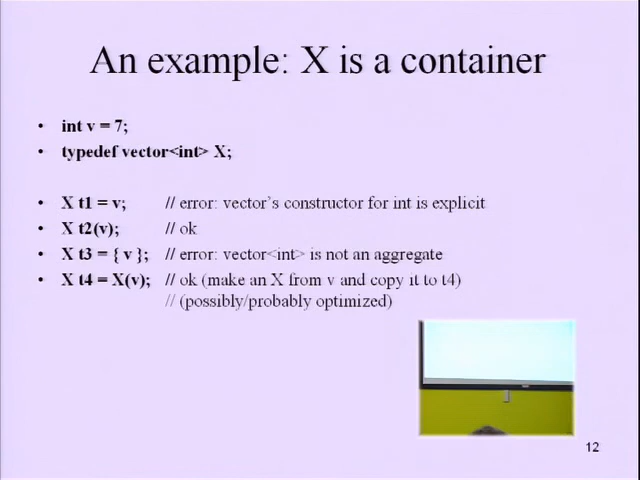 An example: X is a container
• int v = 7;
• typedef vector<int> X;
• X t1 = v; // error: vector's constructor for int is explicit
• X t2(v); // ok
• X t3 = { v }; // error: vector<int> is not an aggregate
• X t4 = X(v); // ok (make an X from v and copy it to t4)
// (possibly/probably optimized)
12